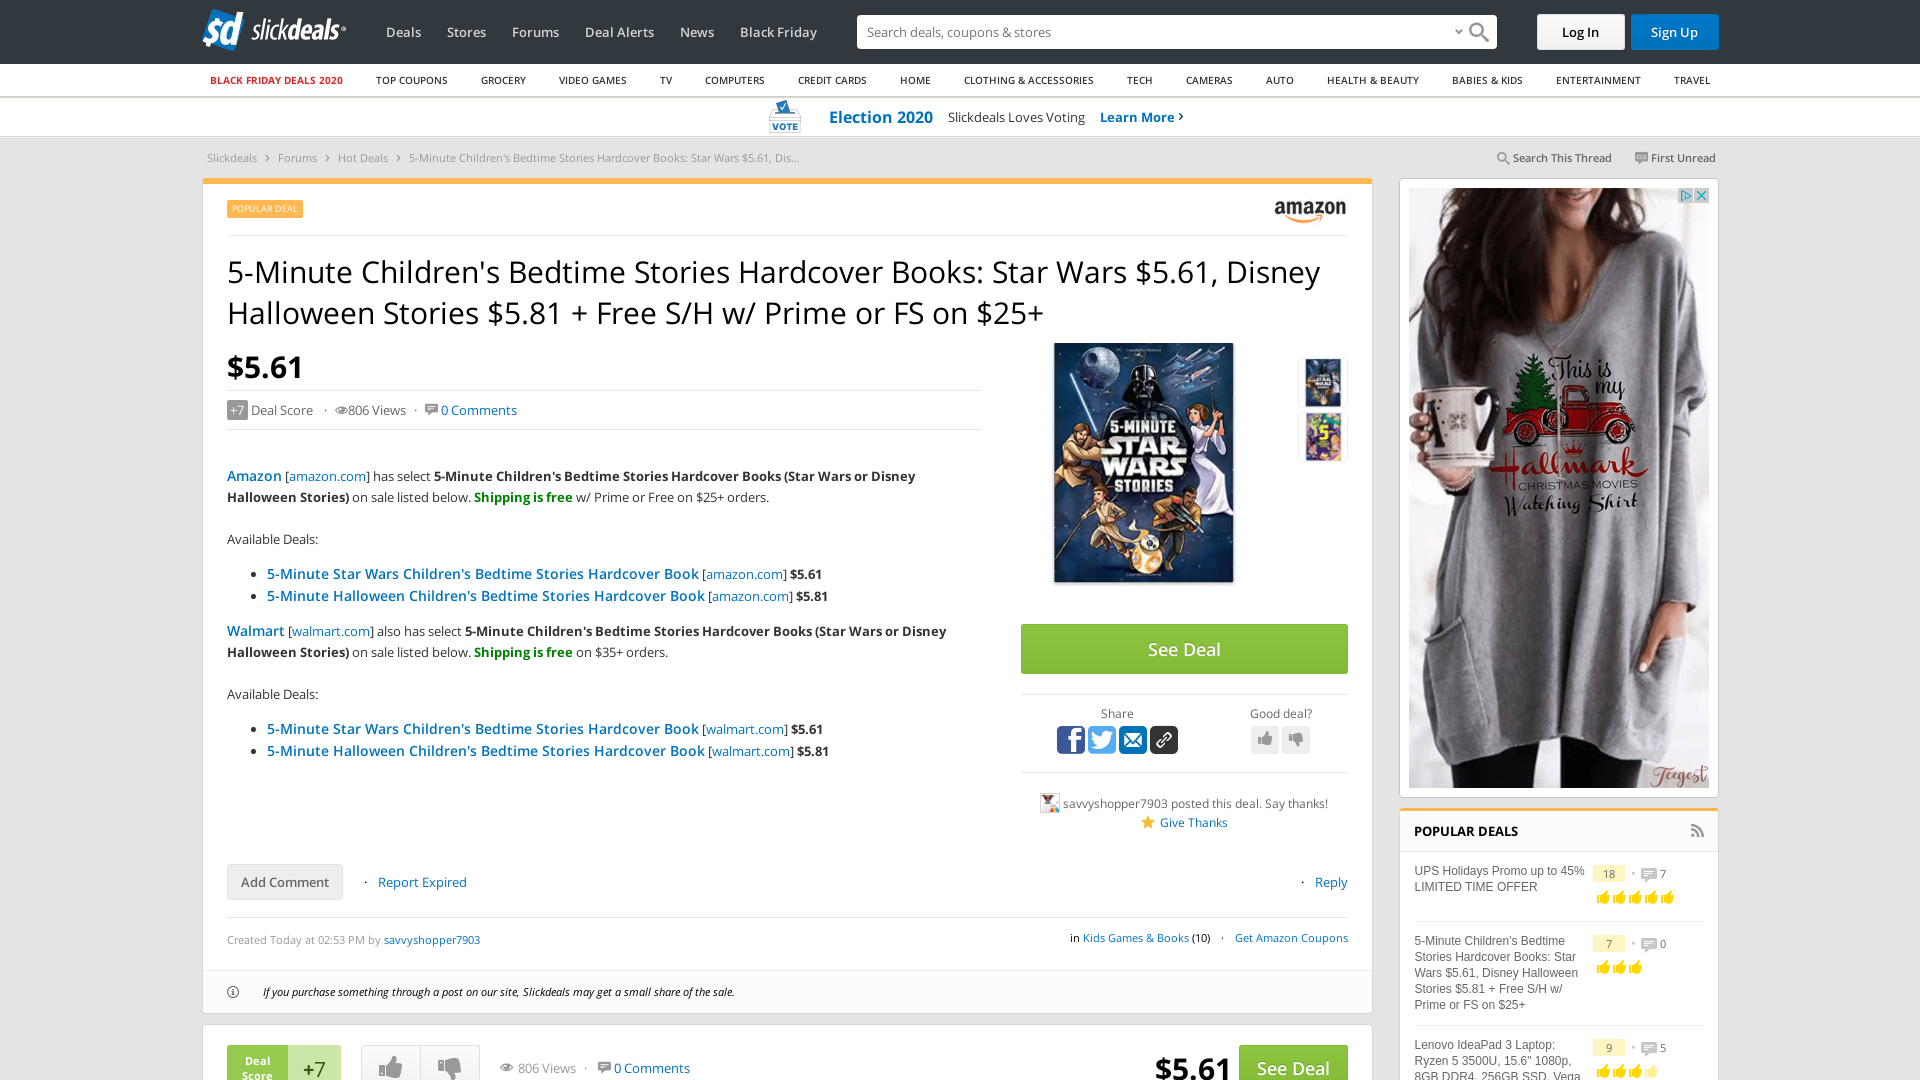 slickdeals
Deals
Stores
Forums
Deal Alerts
News
Black Friday
Search deals, coupons & stores
Log In
Sign Up
BLACK FRIDAY DEALS 2020
TOP COUPONS
GROCERY
VIDEO GAMES
TV
COMPUTERS
CREDIT CARDS
HOME
CLOTHING & ACCESSORIES
TECH
CAMERAS
AUTO
HEALTH & BEAUTY
BABIES & KIDS
ENTERTAINMENT
TRAVEL
VOTE
Election 2020
Slickdeals Loves Voting
Learn More
Slickdeals
Forums
Hot Deals
5-Minute Children's Bedtime Stories Hardcover Books: Star Wars $5.61, Dis...
Search This Thread
First Unread
POPULAR DEAL
amazon
5-Minute Children's Bedtime Stories Hardcover Books: Star Wars $5.61, Disney
Halloween Stories $5.81 + Free S/H w/ Prime or FS on $25+
$5.61
+7 Deal Score · 806 Views · 0 Comments
Amazon [amazon.com] has select 5-Minute Children's Bedtime Stories Hardcover Books (Star Wars or Disney
Halloween Stories) on sale listed below. Shipping is free w/ Prime or Free on $25+ orders.
Available Deals:
5-Minute Star Wars Children's Bedtime Stories Hardcover Book [amazon.com] $5.61
5-Minute Halloween Children's Bedtime Stories Hardcover Book [amazon.com] $5.81
Walmart [walmart.com] also has select 5-Minute Children's Bedtime Stories Hardcover Books (Star Wars or Disney
Halloween Stories) on sale listed below. Shipping is free on $35+ orders.
Available Deals:
5-Minute Star Wars Children's Bedtime Stories Hardcover Book [walmart.com] $5.61
5-Minute Halloween Children's Bedtime Stories Hardcover Book [walmart.com] $5.81
5-MINUTE
STAR
WARS
STORIES
See Deal
Share
Good deal?
savvyshopper7903 posted this deal. Say thanks!
Give Thanks
Add Comment
· Report Expired
· Reply
Created Today at 02:53 PM by savvyshopper7903
in Kids Games & Books (10) · Get Amazon Coupons
If you purchase something through a post on our site, Slickdeals may get a small share of the sale.
Deal
Score
+7
806 Views · 0 Comments
$5.61
See Deal
This is
my
Hallmark
CHRISTMAS MOVIES
Watching Shirt
Teegest
POPULAR DEALS
UPS Holidays Promo up to 45%
LIMITED TIME OFFER
18
7
5-Minute Children's Bedtime
Stories Hardcover Books: Star
Wars $5.61, Disney Halloween
Stories $5.81 + Free S/H w/
Prime or FS on $25+
7
0
Lenovo IdeaPad 3 Laptop:
Ryzen 5 3500U, 15.6" 1080p,
8GB DDR4, 256GB SSD, Vega
9
5